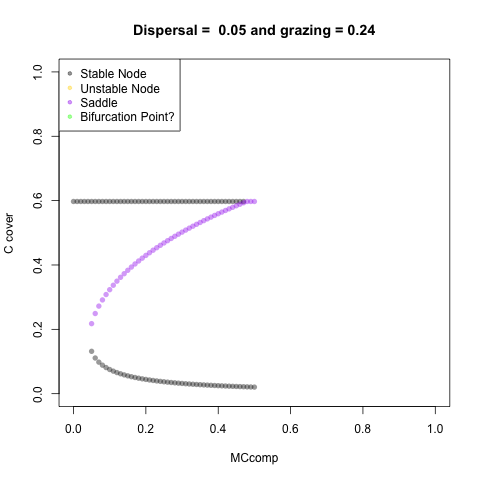 Dispersal =  0.05 and grazing = 0.24
Stable Node
Unstable Node
Saddle
Bifurcation Point?
1.0
0.8
0.6
0.4
0.2
0.0
C cover
0.0 0.2 0.4 0.6 0.8 1.0
MCcomp